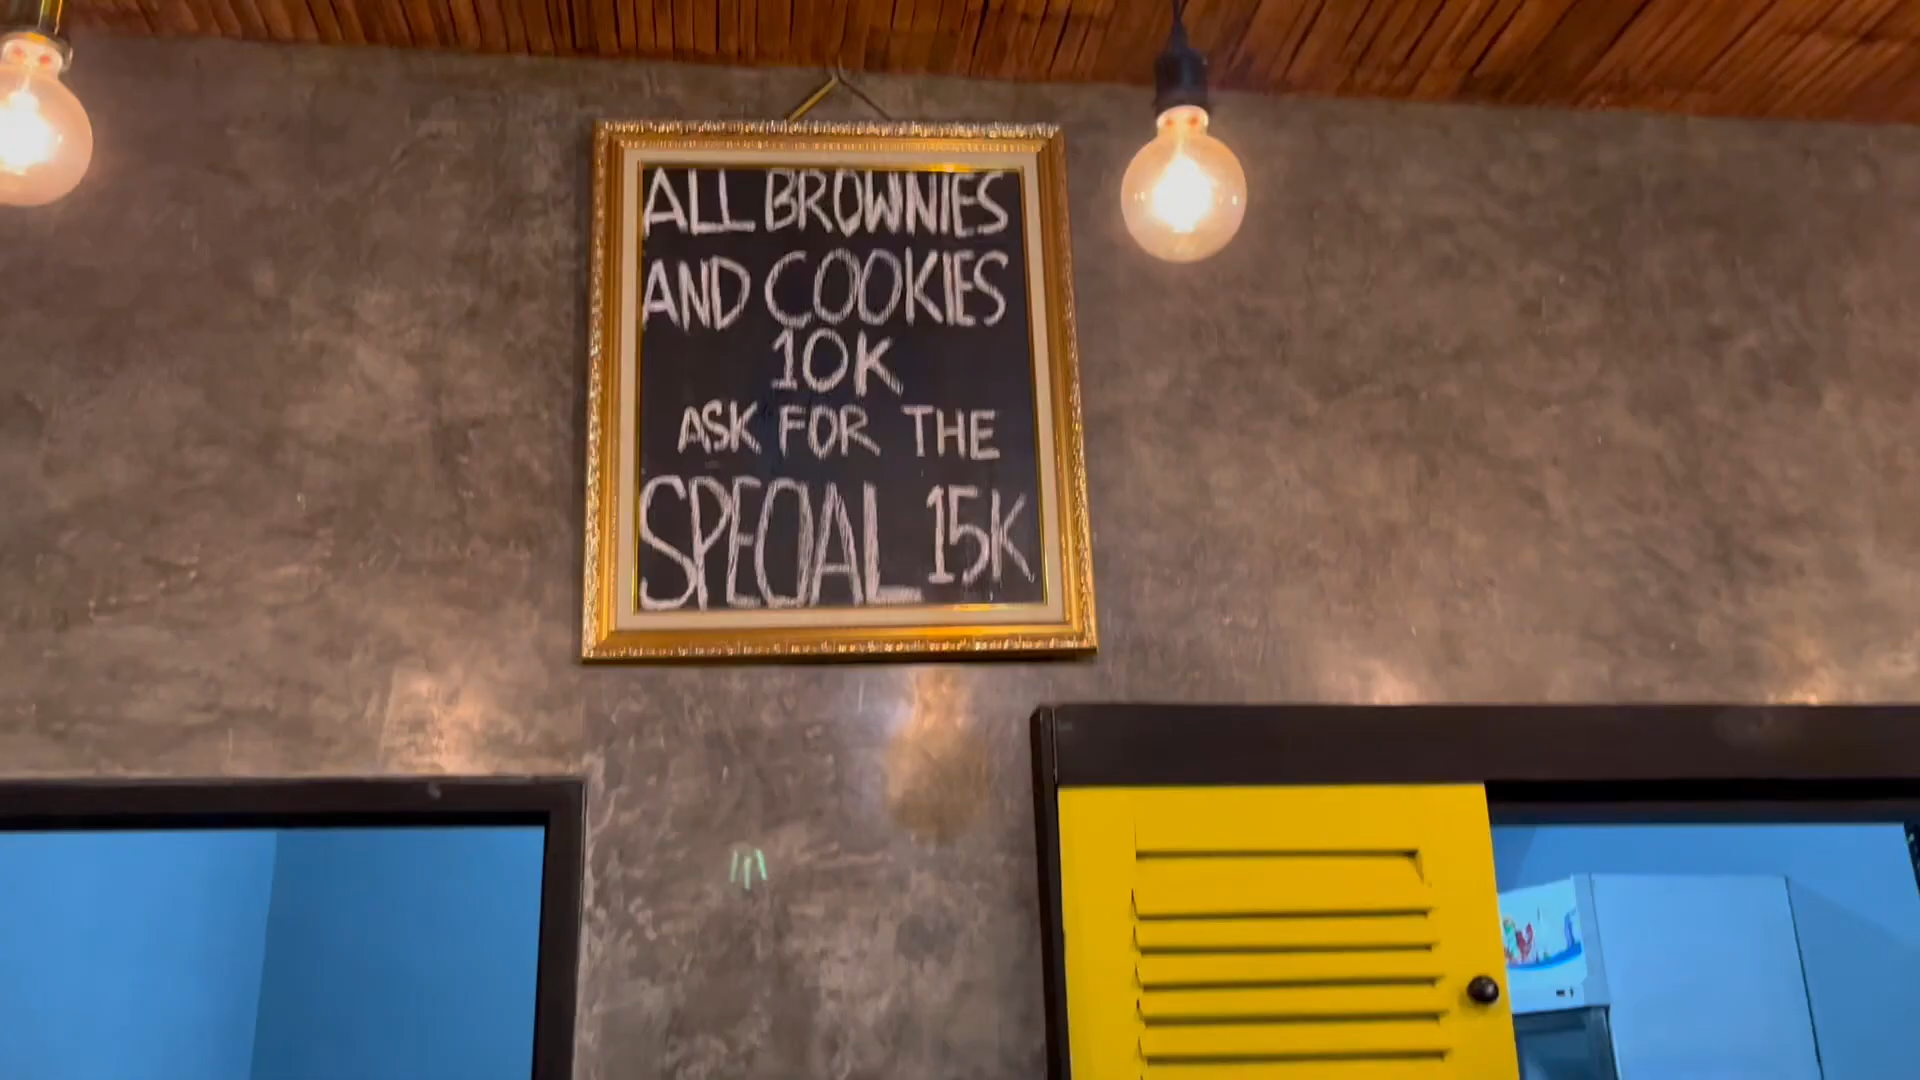 ALL BROWNIES
AND COOKIES
10K
ASK FOR THE
SPECIAL 15K